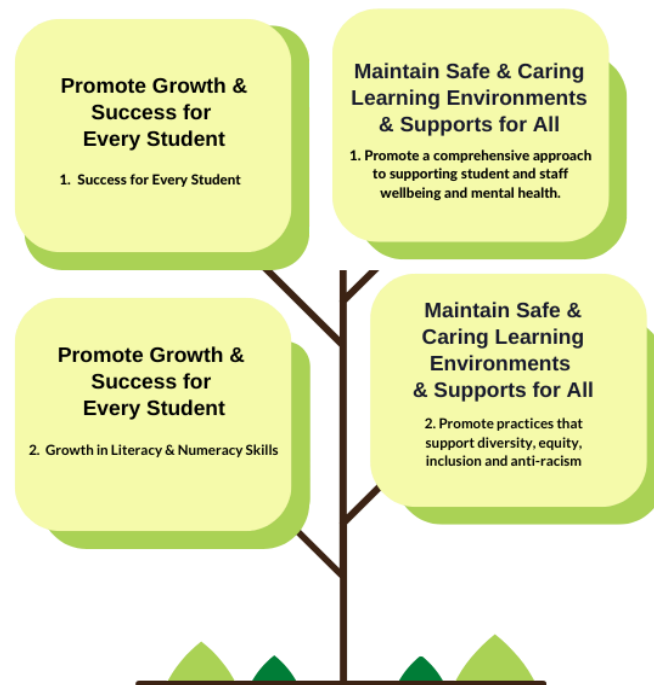 Promote Growth &
Success for
Every Student
1. Success for Every Student
Maintain Safe & Caring
Learning Environments
& Supports for All
1. Promote a comprehensive approach
to supporting student and staff
wellbeing and mental health.
Promote Growth &
Success for
Every Student
2. Growth in Literacy & Numeracy Skills
Maintain Safe &
Caring Learning
Environments
& Supports for All
2. Promote practices that
support diversity, equity,
inclusion and anti-racism